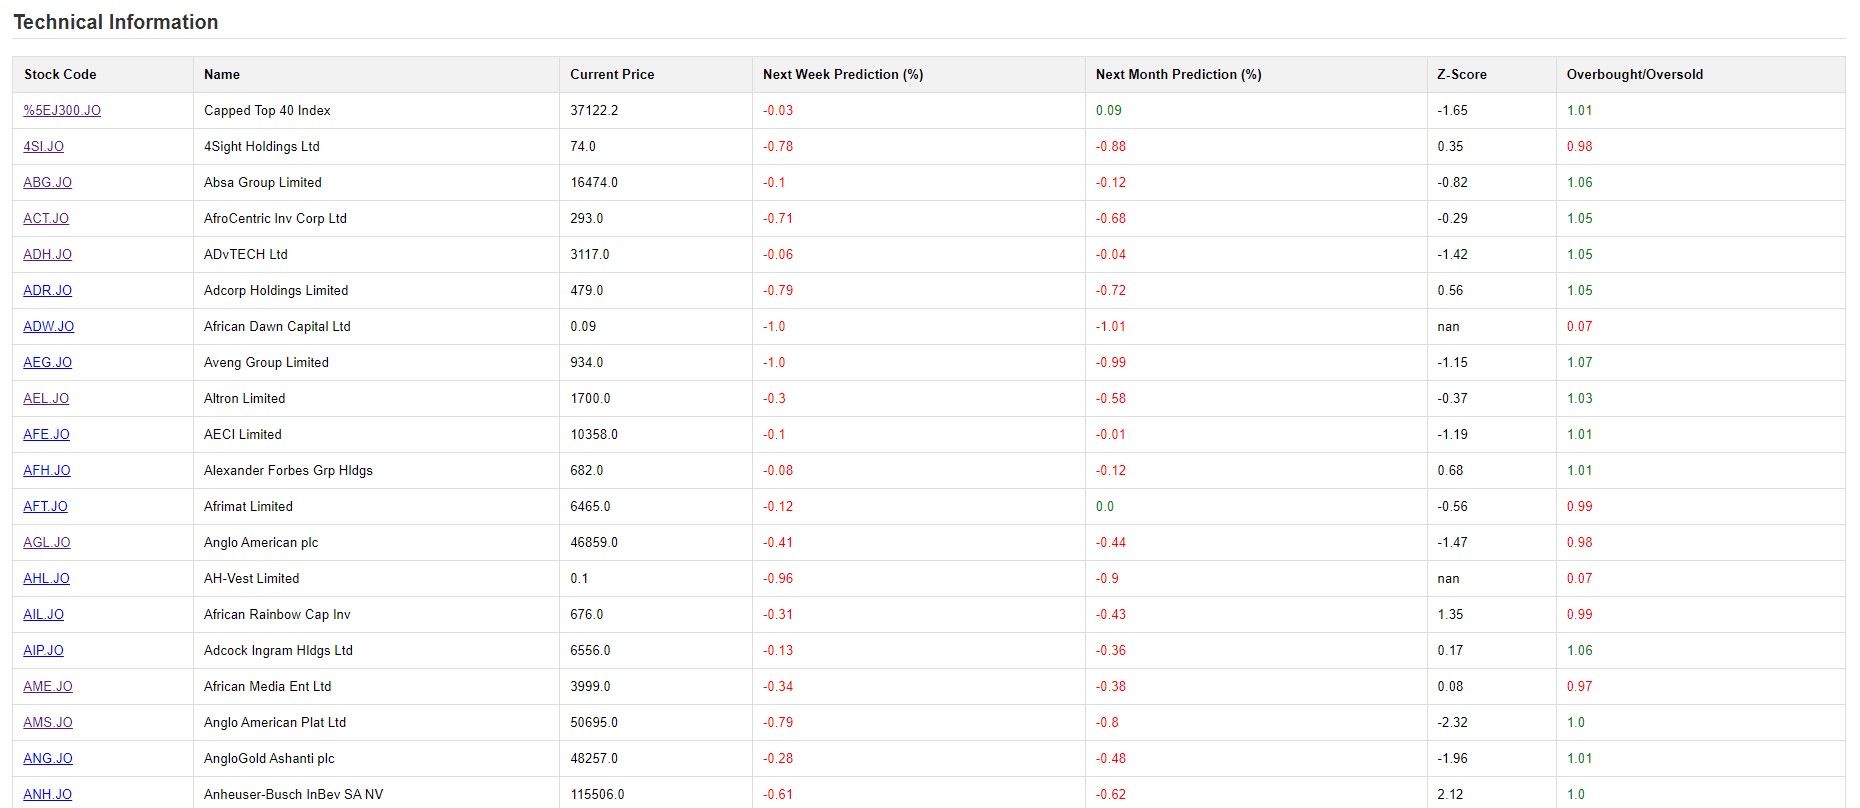 Technical Information
Stock Code Name Current Price Next Week Prediction (%) Next Month Prediction (%) Z-Score Overbought/Oversold
%5EJ300.JO Capped Top 40 Index 37122.2 -0.03 0.09 -1.65 1.01
4SI.JO 4Sight Holdings Ltd 74.0 -0.78 -0.88 0.35 0.98
ABG.JO Absa Group Limited 16474.0 -0.1 -0.12 -0.82 1.06
ACT.JO AfroCentric Inv Corp Ltd 293.0 -0.71 -0.68 -0.29 1.05
ADH.JO ADvTECH Ltd 3117.0 -0.06 -0.04 -1.42 1.05
ADR.JO Adcorp Holdings Limited 479.0 -0.79 -0.72 0.56 1.05
ADW.JO African Dawn Capital Ltd 0.09 -1.0 -1.01 nan 0.07
AEG.JO Aveng Group Limited 934.0 -1.0 -0.99 -1.15 1.07
AEL.JO Altron Limited 1700.0 -0.3 -0.58 -0.37 1.03
AFE.JO AECI Limited 10358.0 -0.1 -0.01 -1.19 1.01
AFH.JO Alexander Forbes Grp Hldgs 682.0 -0.08 -0.12 0.68 1.01
AFT.JO Afrimat Limited 6465.0 -0.12 0.0 -0.56 0.99
AGL.JO Anglo American plc 46859.0 -0.41 -0.44 -1.47 0.98
AHL.JO AH-Vest Limited 0.1 -0.96 -0.9 nan 0.07
AIL.JO African Rainbow Cap Inv 676.0 -0.31 -0.43 1.35 0.99
AIP.JO Adcock Ingram Hldgs Ltd 6556.0 -0.13 -0.36 0.17 1.06
AME.JO African Media Ent Ltd 3999.0 -0.34 -0.38 0.08 0.97
AMS.JO Anglo American Plat Ltd 50695.0 -0.79 -0.8 -2.32 1.0
ANG.JO AngloGold Ashanti plc 48257.0 -0.28 -0.48 -1.96 1.01
ANH.JO Anheuser-Busch InBev SA NV 115506.0 -0.61 -0.62 2.12 1.0